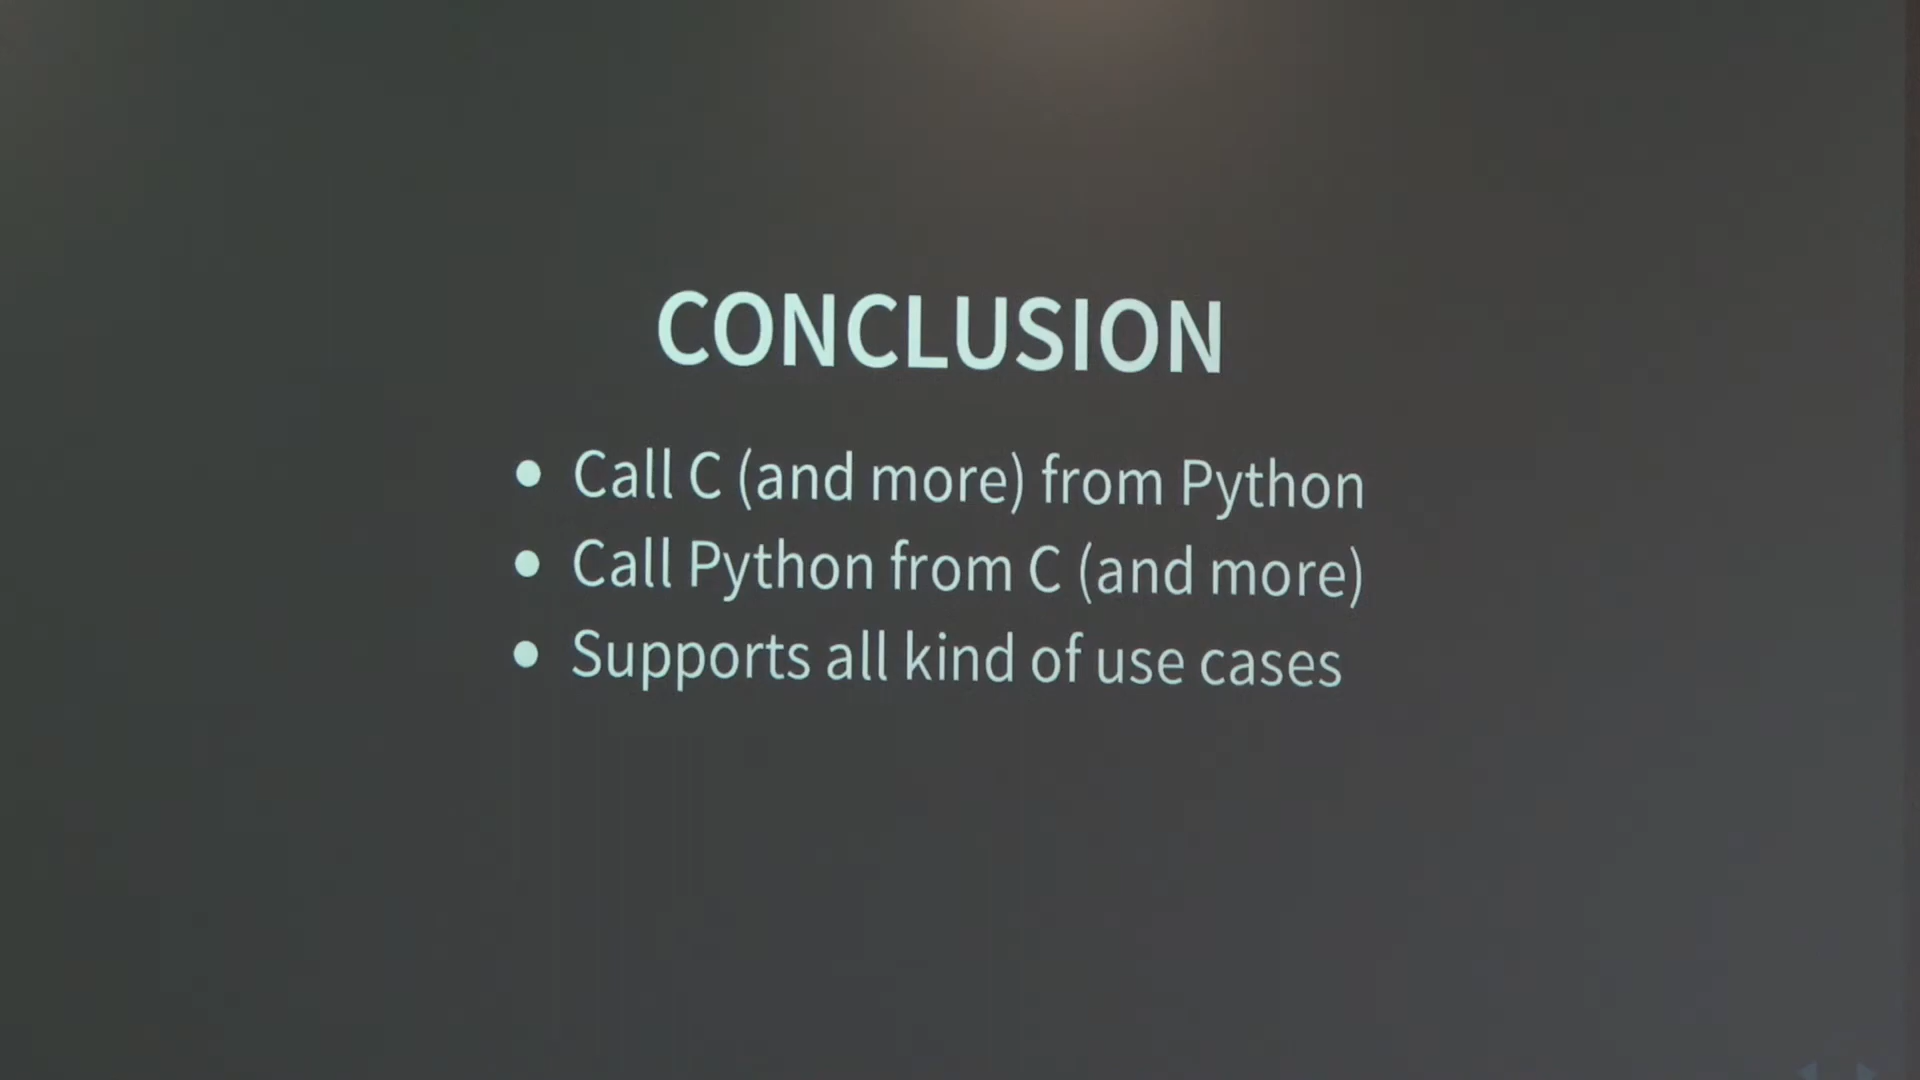 CONCLUSION
• Call C (and more) from Python
• Call Python from C (and more)
• Supports all kind of use cases